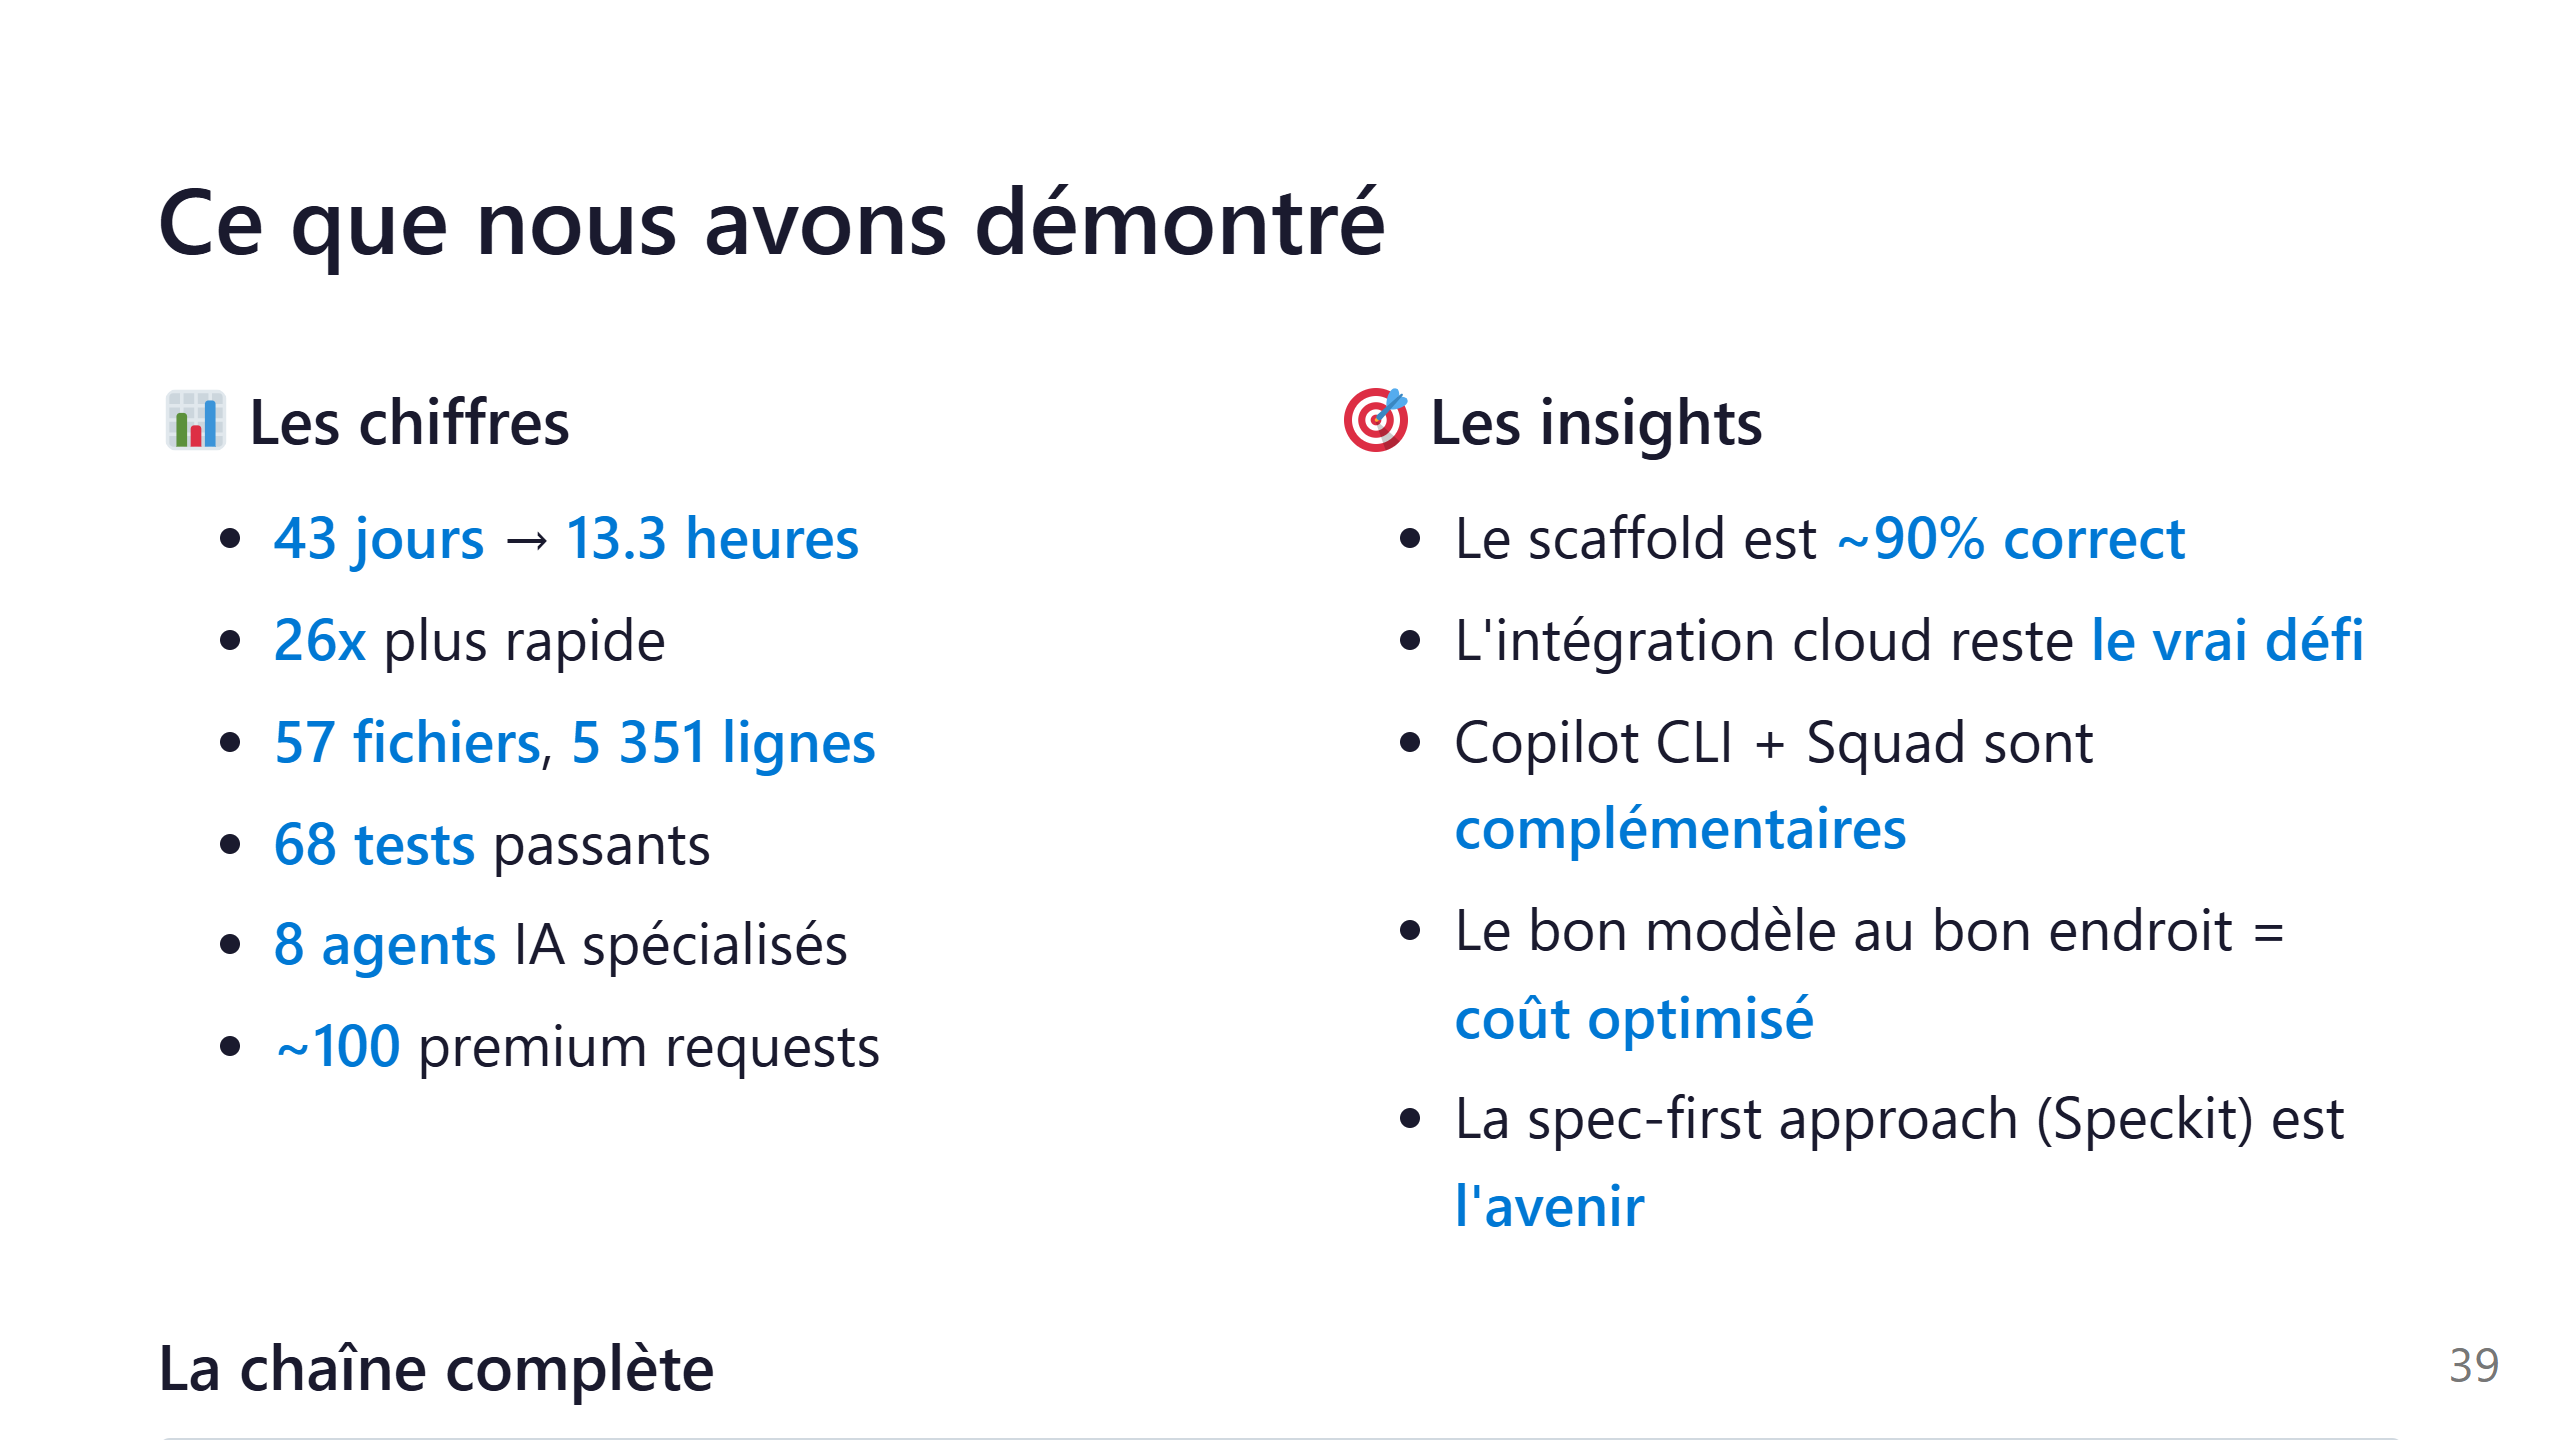 Ce que nous avons démontré
Les chiffres
• 43 jours → 13.3 heures
• 26x plus rapide
• 57 fichiers, 5 351 lignes
• 68 tests passants
• 8 agents IA spécialisés
• ~100 premium requests
Les insights
• Le scaffold est ~90% correct
• L'intégration cloud reste le vrai défi
• Copilot CLI + Squad sont
complémentaires
• Le bon modèle au bon endroit =
coût optimisé
• La spec-first approach (Speckit) est
l'avenir
La chaîne complète
39